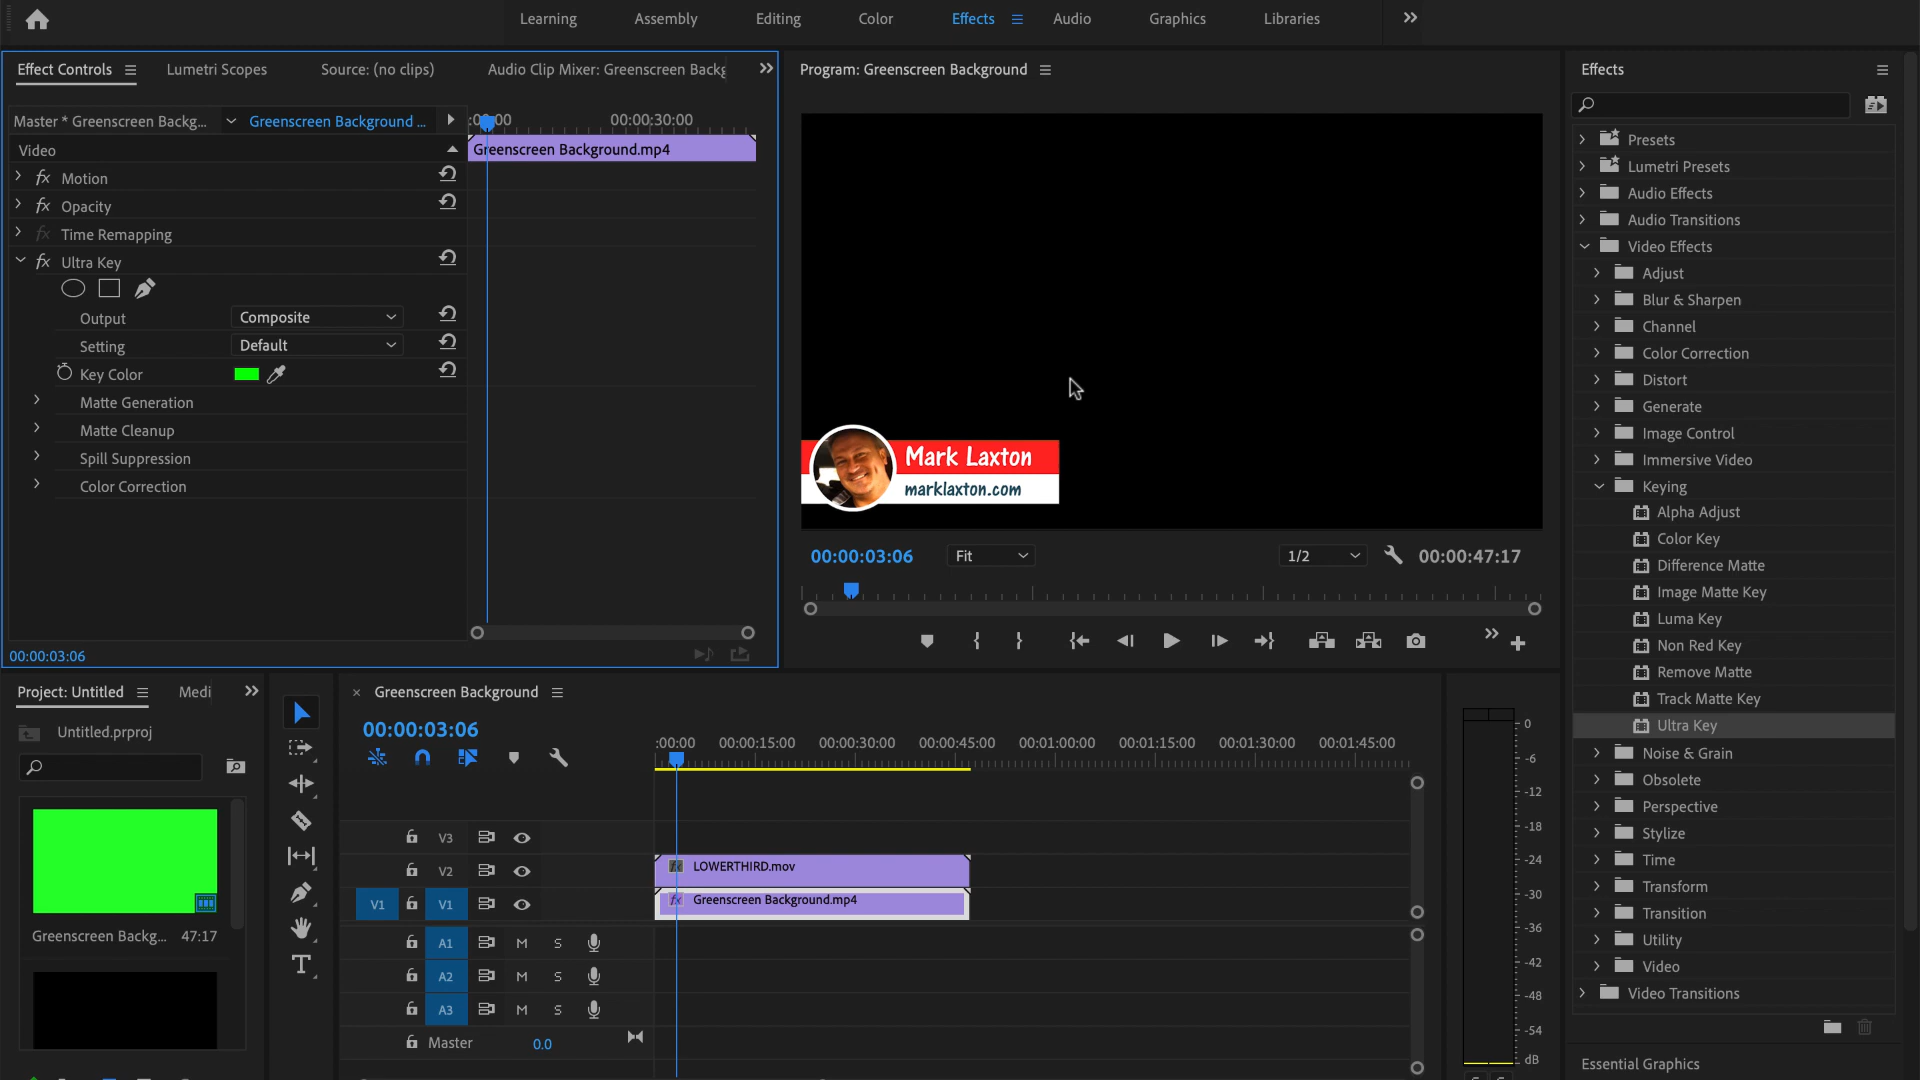 Learning
Assembly
Editing
Color
Effects
Audio
Graphics
Libraries
Effect Controls
Lumetri Scopes
Source: (no clips)
Audio Clip Mixer: Greenscreen Backg
Master * Greenscreen Backg...
Greenscreen Background ...
:00:00
00:00:30:00
Video
Greenscreen Background.mp4
fx Motion
fx Opacity
fx Time Remapping
fx Ultra Key
Output
Composite
Setting
Default
Key Color
Matte Generation
Matte Cleanup
Spill Suppression
Color Correction
00:00:03:06
Program: Greenscreen Background
Mark Laxton
marklaxton.com
00:00:03:06
Fit
1/2
00:00:47:17
Effects
Presets
Lumetri Presets
Audio Effects
Audio Transitions
Video Effects
Adjust
Blur & Sharpen
Channel
Color Correction
Distort
Generate
Image Control
Immersive Video
Keying
Alpha Adjust
Color Key
Difference Matte
Image Matte Key
Luma Key
Non Red Key
Remove Matte
Track Matte Key
Ultra Key
Noise & Grain
Obsolete
Perspective
Stylize
Time
Transform
Transition
Utility
Video
Video Transitions
Essential Graphics
Project: Untitled
Medi
Untitled.prproj
Greenscreen Backg...
47:17
Greenscreen Background
00:00:03:06
:00:00
00:00:15:00
00:00:30:00
00:00:45:00
00:01:00:00
00:01:15:00
00:01:30:00
00:01:45:00
V3
V2
fx LOWERTHIRD.mov
V1
V1
fx Greenscreen Background.mp4
A1 M S
A2 M S
A3 M S
Master
0.0
0
-6
-12
-18
-24
-30
-36
-42
-48
-54
dB